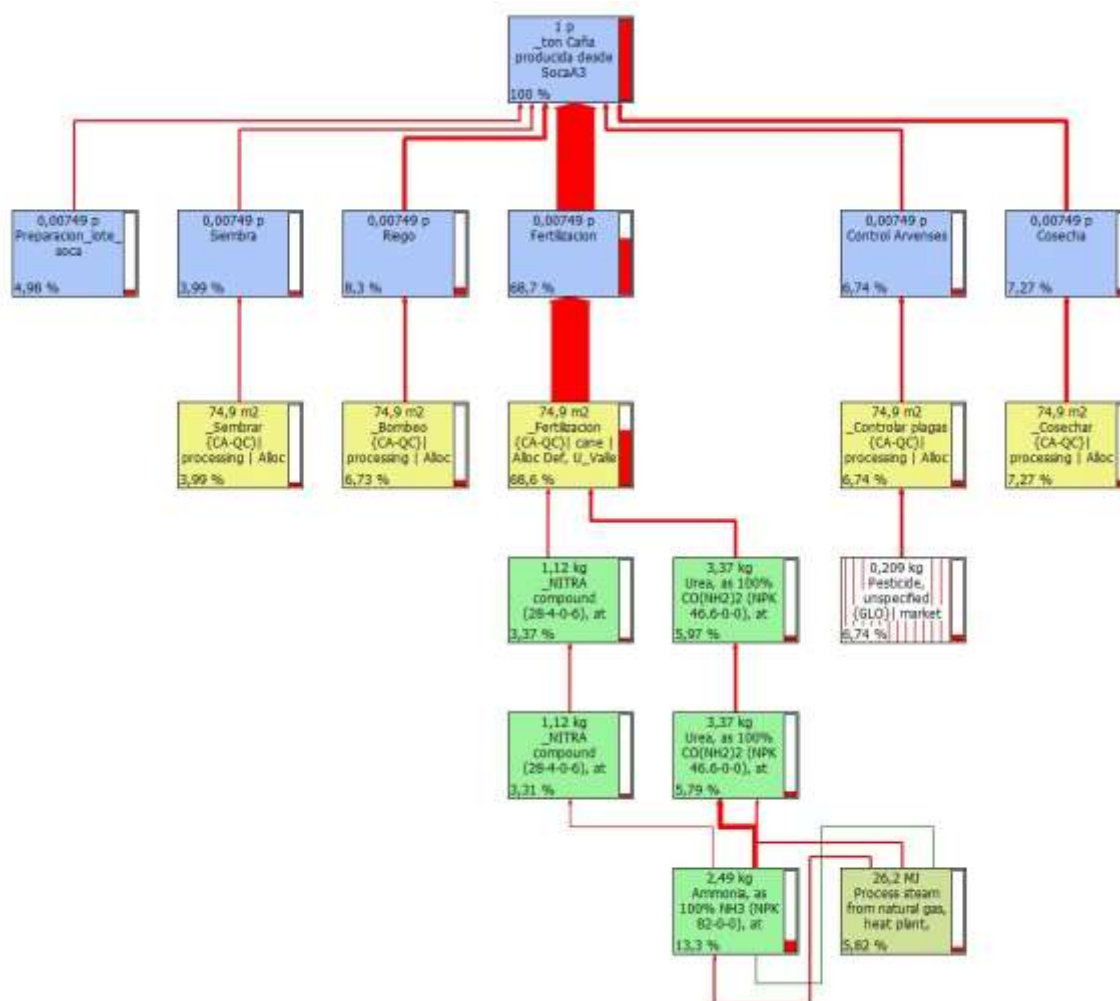 1 p
_ton Caña
producida desde
SocaA3
100 %
0,00749 p
Preparacion_lote_
soca
4,98 %
0,00749 p
Siembra
3,99 %
0,00749 p
Riego
8,3 %
0,00749 p
Fertilizacion
68,7 %
0,00749 p
Control Arvenses
6,74 %
0,00749 p
Cosecha
7,27 %
74,9 m2
_Sembrar
{CA-QC}|
processing | Alloc
3,99 %
74,9 m2
_Bombeo
{CA-QC}|
processing | Alloc
6,73 %
74,9 m2
_Fertilizacion
{CA-QC}| cane |
Alloc Def, U_Valle
68,6 %
74,9 m2
_Controlar plagas
{CA-QC}|
processing | Alloc
6,74 %
74,9 m2
_Cosechar
{CA-QC}|
processing | Alloc
7,27 %
1,12 kg
_NITRA
compound
(28-4-0-6), at
3,37 %
3,37 kg
Urea, as 100%
CO(NH2)2 (NPK
46.6-0-0), at
5,97 %
0,209 kg
Pesticide,
unspecified
{GLO}| market
6,74 %
1,12 kg
_NITRA
compound
(28-4-0-6), at
3,31 %
3,37 kg
Urea, as 100%
CO(NH2)2 (NPK
46.6-0-0), at
5,79 %
2,49 kg
Ammonia, as
100% NH3 (NPK
82-0-0), at
13,3 %
26,2 MJ
Process steam
from natural gas,
heat plant,
5,82 %